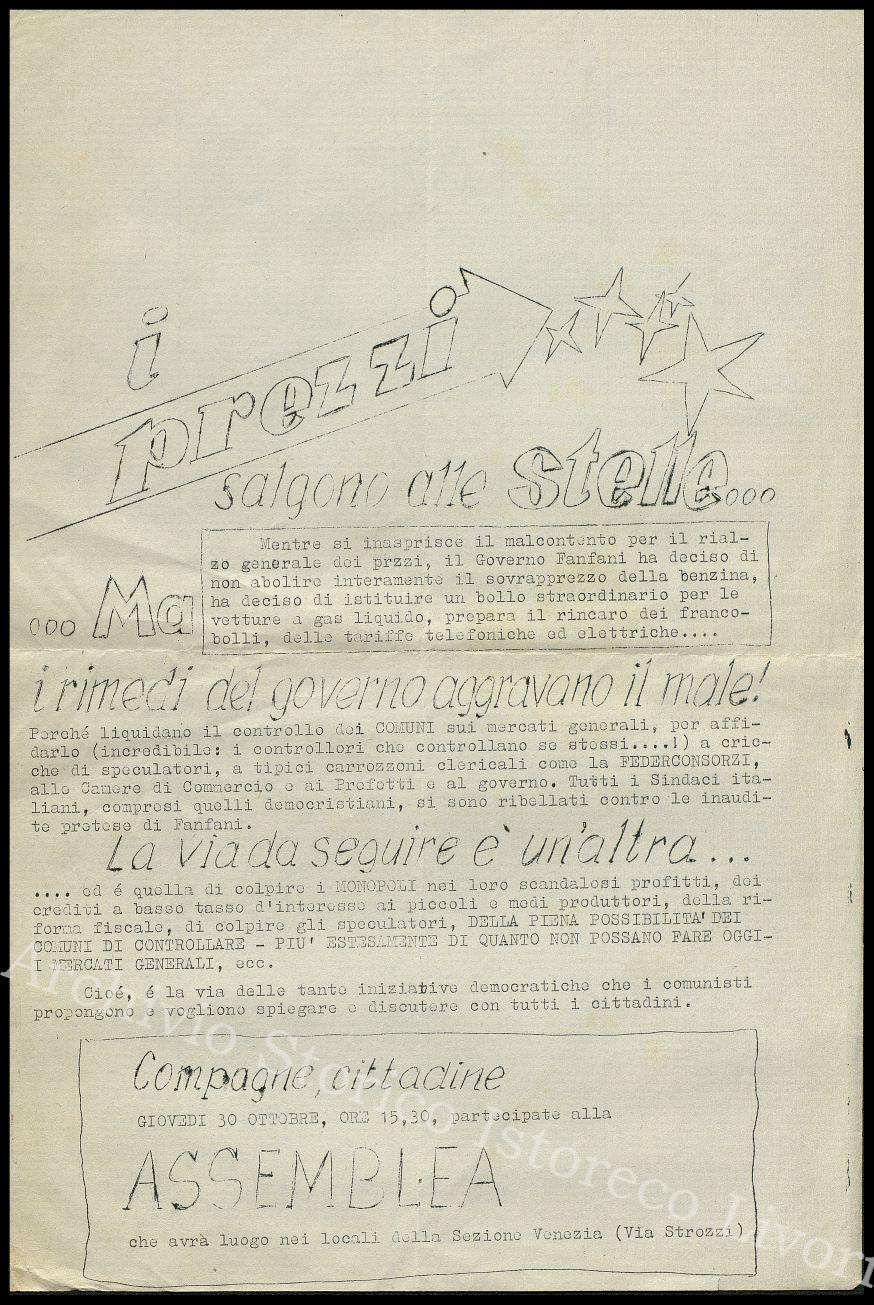 i
prezzi
salgono alle stelle...
Mentre si inasprisce il malcontento per il rial-
zo generale dei przzi, il Governo Fanfani ha deciso di
non abolire interamente il sovrapprezzo della benzina,
ha deciso di istituire un bollo straordinario per le
vetture a gas liquido, prepara il rincaro dei franco-
bolli, delle tariffe telefoniche ed elettriche....
...Ma
i rimedi del governo aggravano il male!
Perché liquidano il controllo dei COMUNI sui mercati generali, per affi-
darlo (incredibile: i controllori che controllano se stessi....!) a cric-
che di speculatori, a tipici carrozzoni clericali come la FEDERCONSORZI,
alle Camere di Commercio e ai Prefetti e al governo. Tutti i Sindaci ita-
liani, compresi quelli democristiani, si sono ribellati contro le inaudi-
te pretese di Fanfani.
La via da seguire è un'altra...
.... ed é quella di colpire i MONOPOLI nei loro scandalosi profitti, dei
crediti a basso tasso d'interesse ai piccoli e medi produttori, della ri-
forma fiscale, di colpire gli speculatori, DELLA PIENA POSSIBILITA' DEI
COMUNI DI CONTROLLARE - PIU' ESTESAMENTE DI QUANTO NON POSSANO FARE OGGI-
I MERCATI GENERALI, ecc.
Cioé, é la via delle tante iniziative democratiche che i comunisti
propongono e vogliono spiegare e discutere con tutti i cittadini.
Compagne, cittadine
GIOVEDI 30 OTTOBRE, ORE 15,30, partecipate alla
ASSEMBLEA
che avrà luogo nei locali della Sezione Venezia (Via Strozzi)
Archivio Storico Istoreco Livor